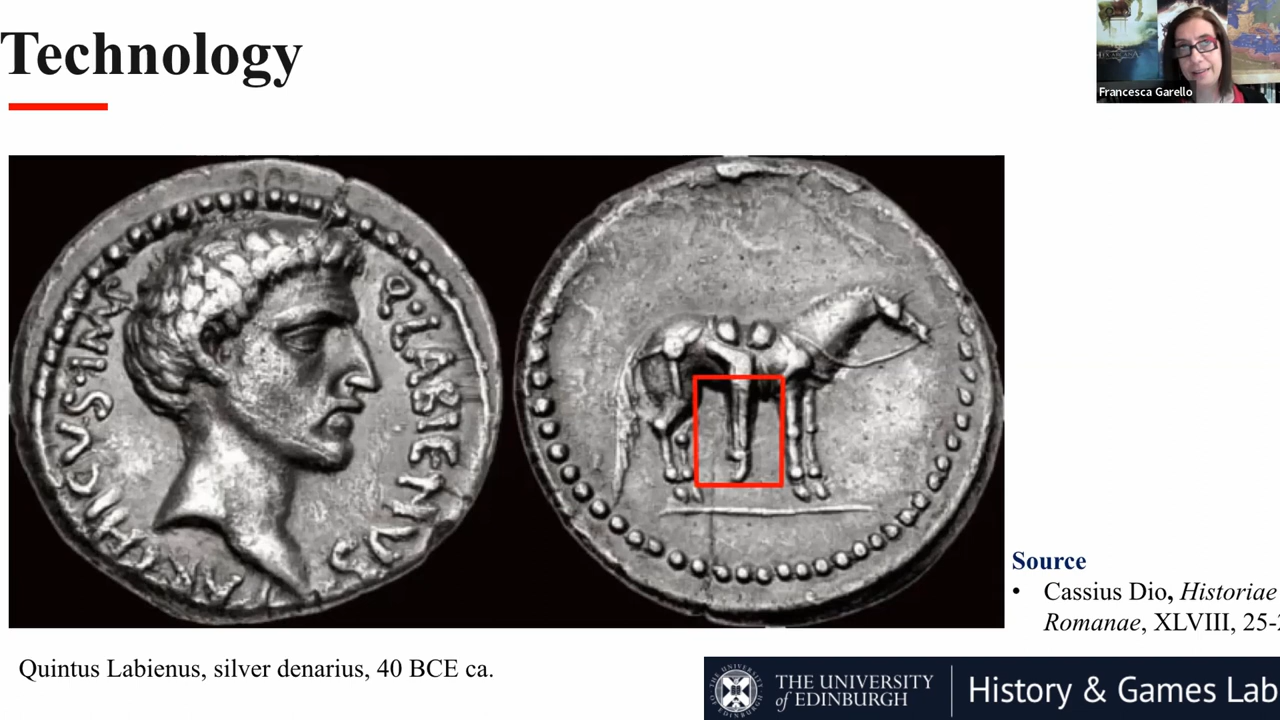 Technology
Francesca Garello
Q·LABIENVS
PARTHICVS·IMP
Source
• Cassius Dio, Historiae
Romanae, XLVIII, 25-
Quintus Labienus, silver denarius, 40 BCE ca.
THE UNIVERSITY
of EDINBURGH
History & Games Lab